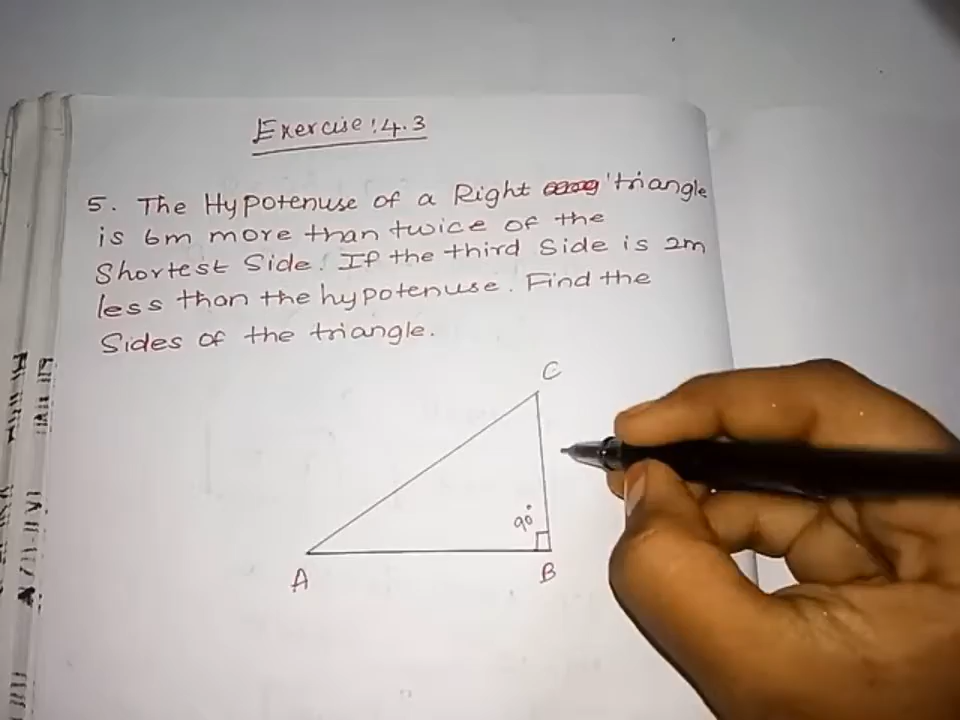 Exercise: 4.3
5. The Hypotenuse of a Right triangle
is 6m more than twice of the
Shortest Side. If the third Side is 2m
less than the hypotenuse. Find the
Sides of the triangle.
C
90°
A
B